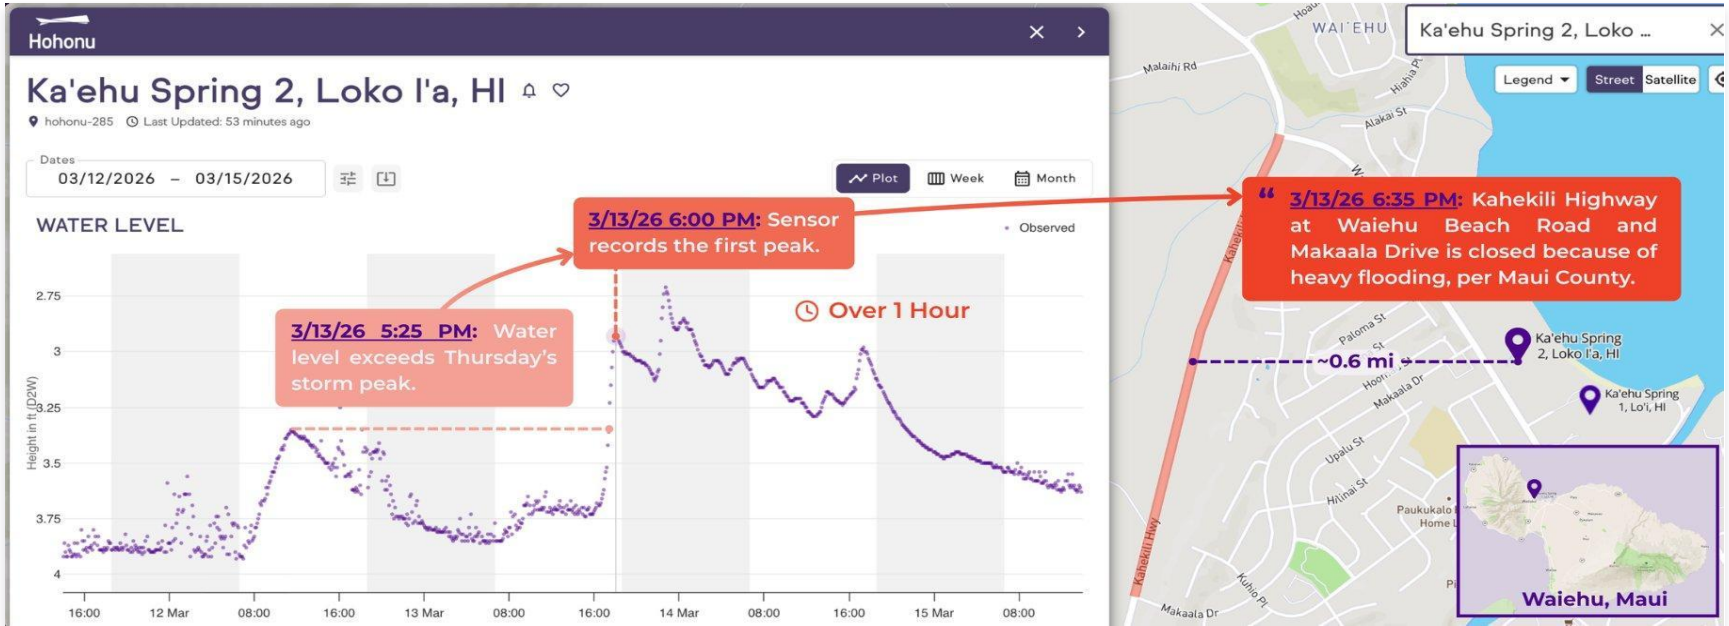 Hohonu
Ka'ehu Spring 2, Loko I'a, HI
hohonu-285 Last Updated: 53 minutes ago
Dates
03/12/2026 – 03/15/2026
Plot
Week
Month
WATER LEVEL
Observed
3/13/26 6:00 PM: Sensor
records the first peak.
3/13/26 5:25 PM: Water
level exceeds Thursday's
storm peak.
Over 1 Hour
Height in ft (D2W)
2.75
3
3.25
3.5
3.75
4
16:00
12 Mar
08:00
16:00
13 Mar
08:00
16:00
14 Mar
08:00
16:00
15 Mar
08:00
Ka'ehu Spring 2, Loko ...
Legend
Street
Satellite
WAI'EHU
Malaihi Rd
Hiahia Pl
Alakai St
“ 3/13/26 6:35 PM: Kahekili Highway
at Waiehu Beach Road and
Makaala Drive is closed because of
heavy flooding, per Maui County.
Paloma St
~0.6 mi
Ka'ehu Spring
2, Loko I'a, HI
Ka'ehu Spring
1, Lo'i, HI
Makaala Dr
Upalu St
Hilinai St
Paukukalo
Home
Kahekili Hwy
Kuhio Pl
Makaala Dr
Waiehu, Maui